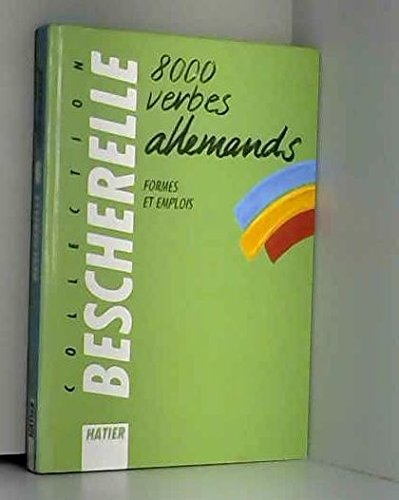 COLLECTION
BESCHERELLE
8000
verbes
allemands
FORMES
ET EMPLOIS
HATIER